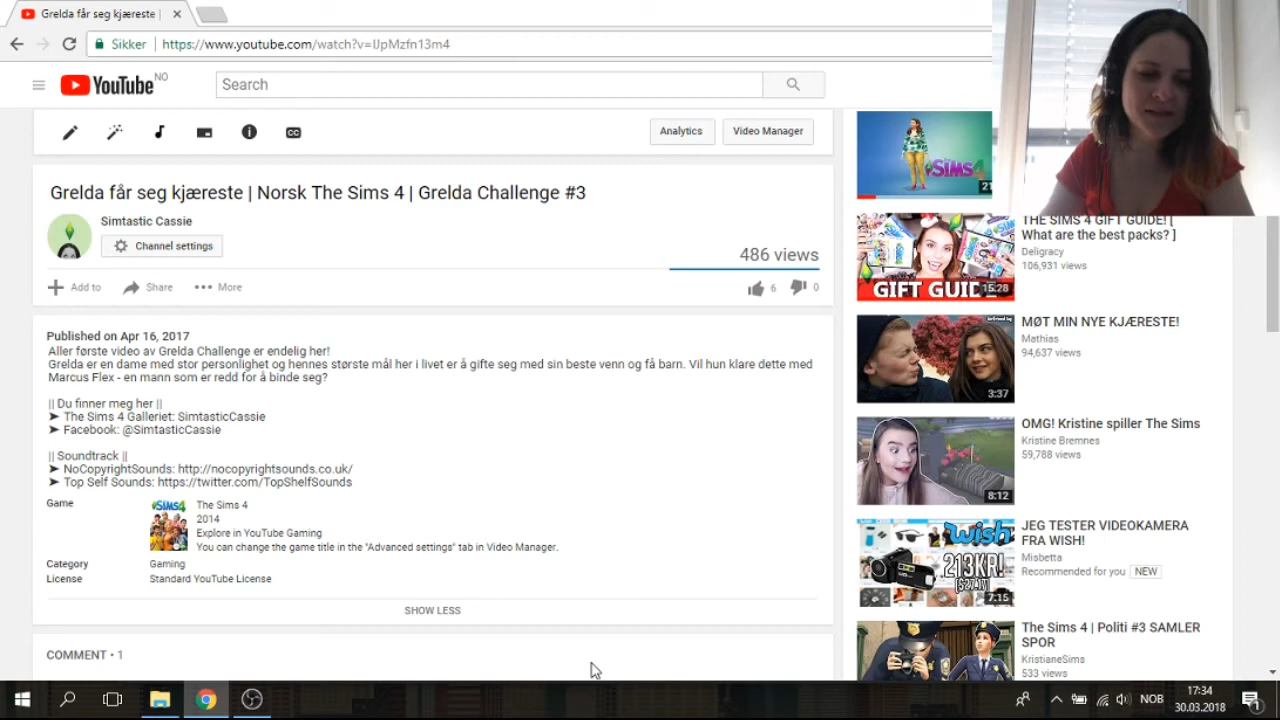 Grelda får seg kjæreste |
Sikker
https://www.youtube.com/watch?v=IJpMzfn13m4
YouTube NO
Search
Analytics
Video Manager
Grelda får seg kjæreste | Norsk The Sims 4 | Grelda Challenge #3
Simtastic Cassie
Channel settings
486 views
Add to
Share
More
6
0
Published on Apr 16, 2017
Aller første video av Grelda Challenge er endelig her!
Grelda er en dame med stor personlighet og hennes største mål her i livet er å gifte seg med sin beste venn og få barn. Vil hun klare dette med
Marcus Flex - en mann som er redd for å binde seg?
|| Du finner meg her ||
➤ The Sims 4 Galleriet: SimtasticCassie
➤ Facebook: @SimtasticCassie
|| Soundtrack ||
➤ NoCopyrightSounds: http://nocopyrightsounds.co.uk/
➤ Top Self Sounds: https://twitter.com/TopShelfSounds
Game
The Sims 4
2014
Explore in YouTube Gaming
You can change the game title in the "Advanced settings" tab in Video Manager.
Category
Gaming
License
Standard YouTube License
SHOW LESS
COMMENT • 1
SIMS 4
21
THE SIMS 4 GIFT GUIDE! [
What are the best packs? ]
Deligracy
106,931 views
GIFT GUIDE
15:28
MØT MIN NYE KJÆRESTE!
Mathias
94,637 views
3:37
OMG! Kristine spiller The Sims
Kristine Bremnes
59,788 views
8:12
JEG TESTER VIDEOKAMERA
FRA WISH!
Misbetta
Recommended for you NEW
wish
213KR!
7:15
The Sims 4 | Politi #3 SAMLER
SPOR
KristianeSims
533 views
NOB
17:34
30.03.2018
1